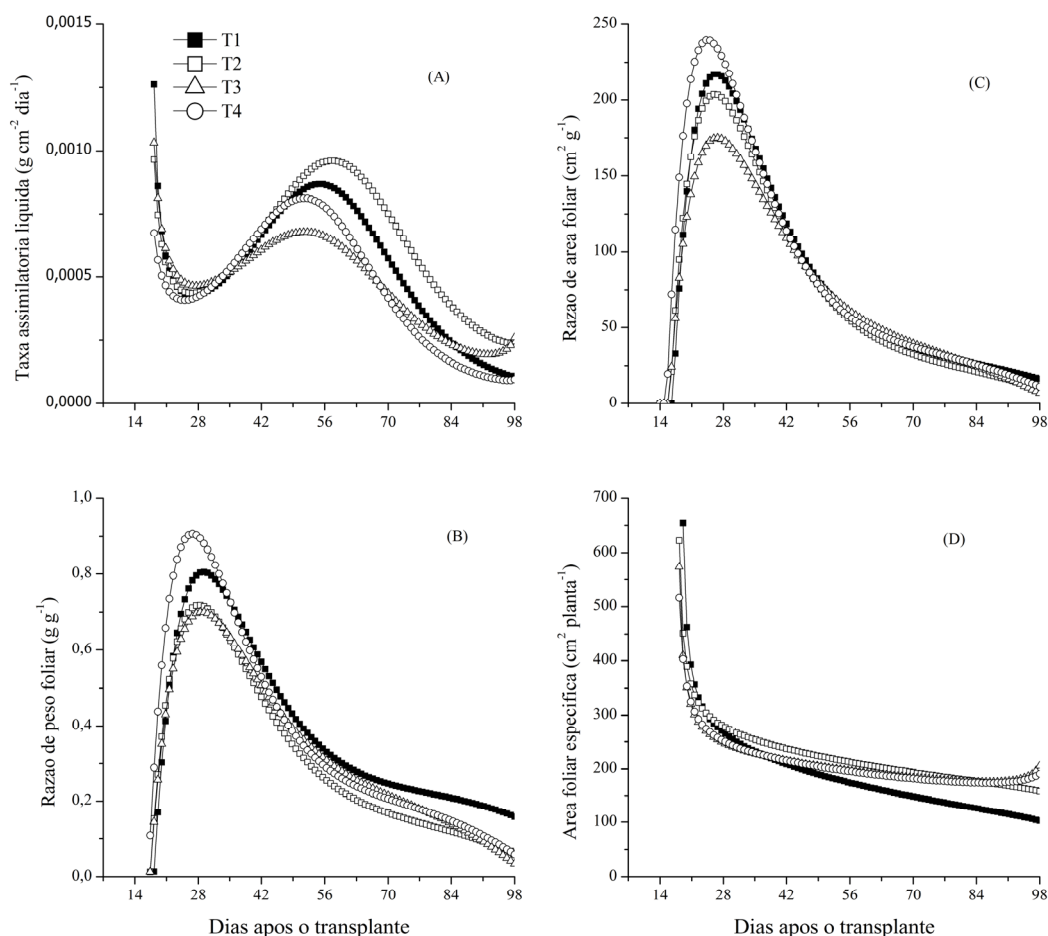 0,0015
0,0010
0,0005
0,0000
Taxa assimilatoria liquida (g cm⁻² dia⁻¹)
T1
T2
T3
T4
(A)
14 28 42 56 70 84 98
250
200
150
100
50
0
Razao de area foliar (cm² g⁻¹)
(C)
14 28 42 56 70 84 98
1,0
0,8
0,6
0,4
0,2
0,0
Razao de peso foliar (g g⁻¹)
(B)
14 28 42 56 70 84 98
Dias apos o transplante
700
600
500
400
300
200
100
0
Area foliar especifica (cm² planta⁻¹)
(D)
14 28 42 56 70 84 98
Dias apos o transplante